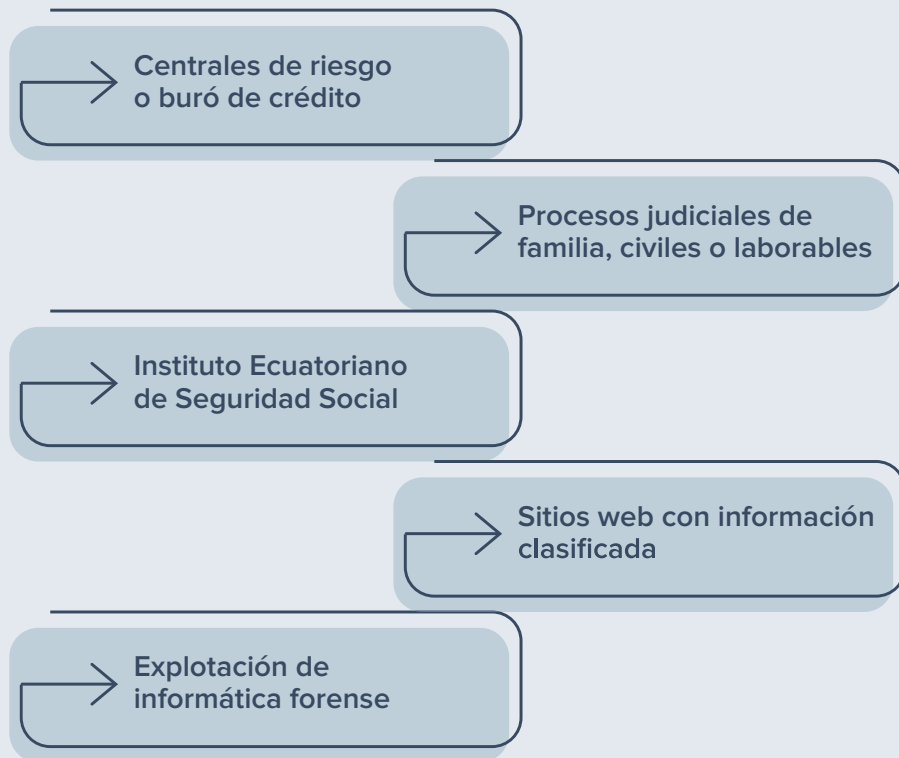 Centrales de riesgo
o buró de crédito
Procesos judiciales de
familia, civiles o laborables
Instituto Ecuatoriano
de Seguridad Social
Sitios web con información
clasificada
Explotación de
informática forense